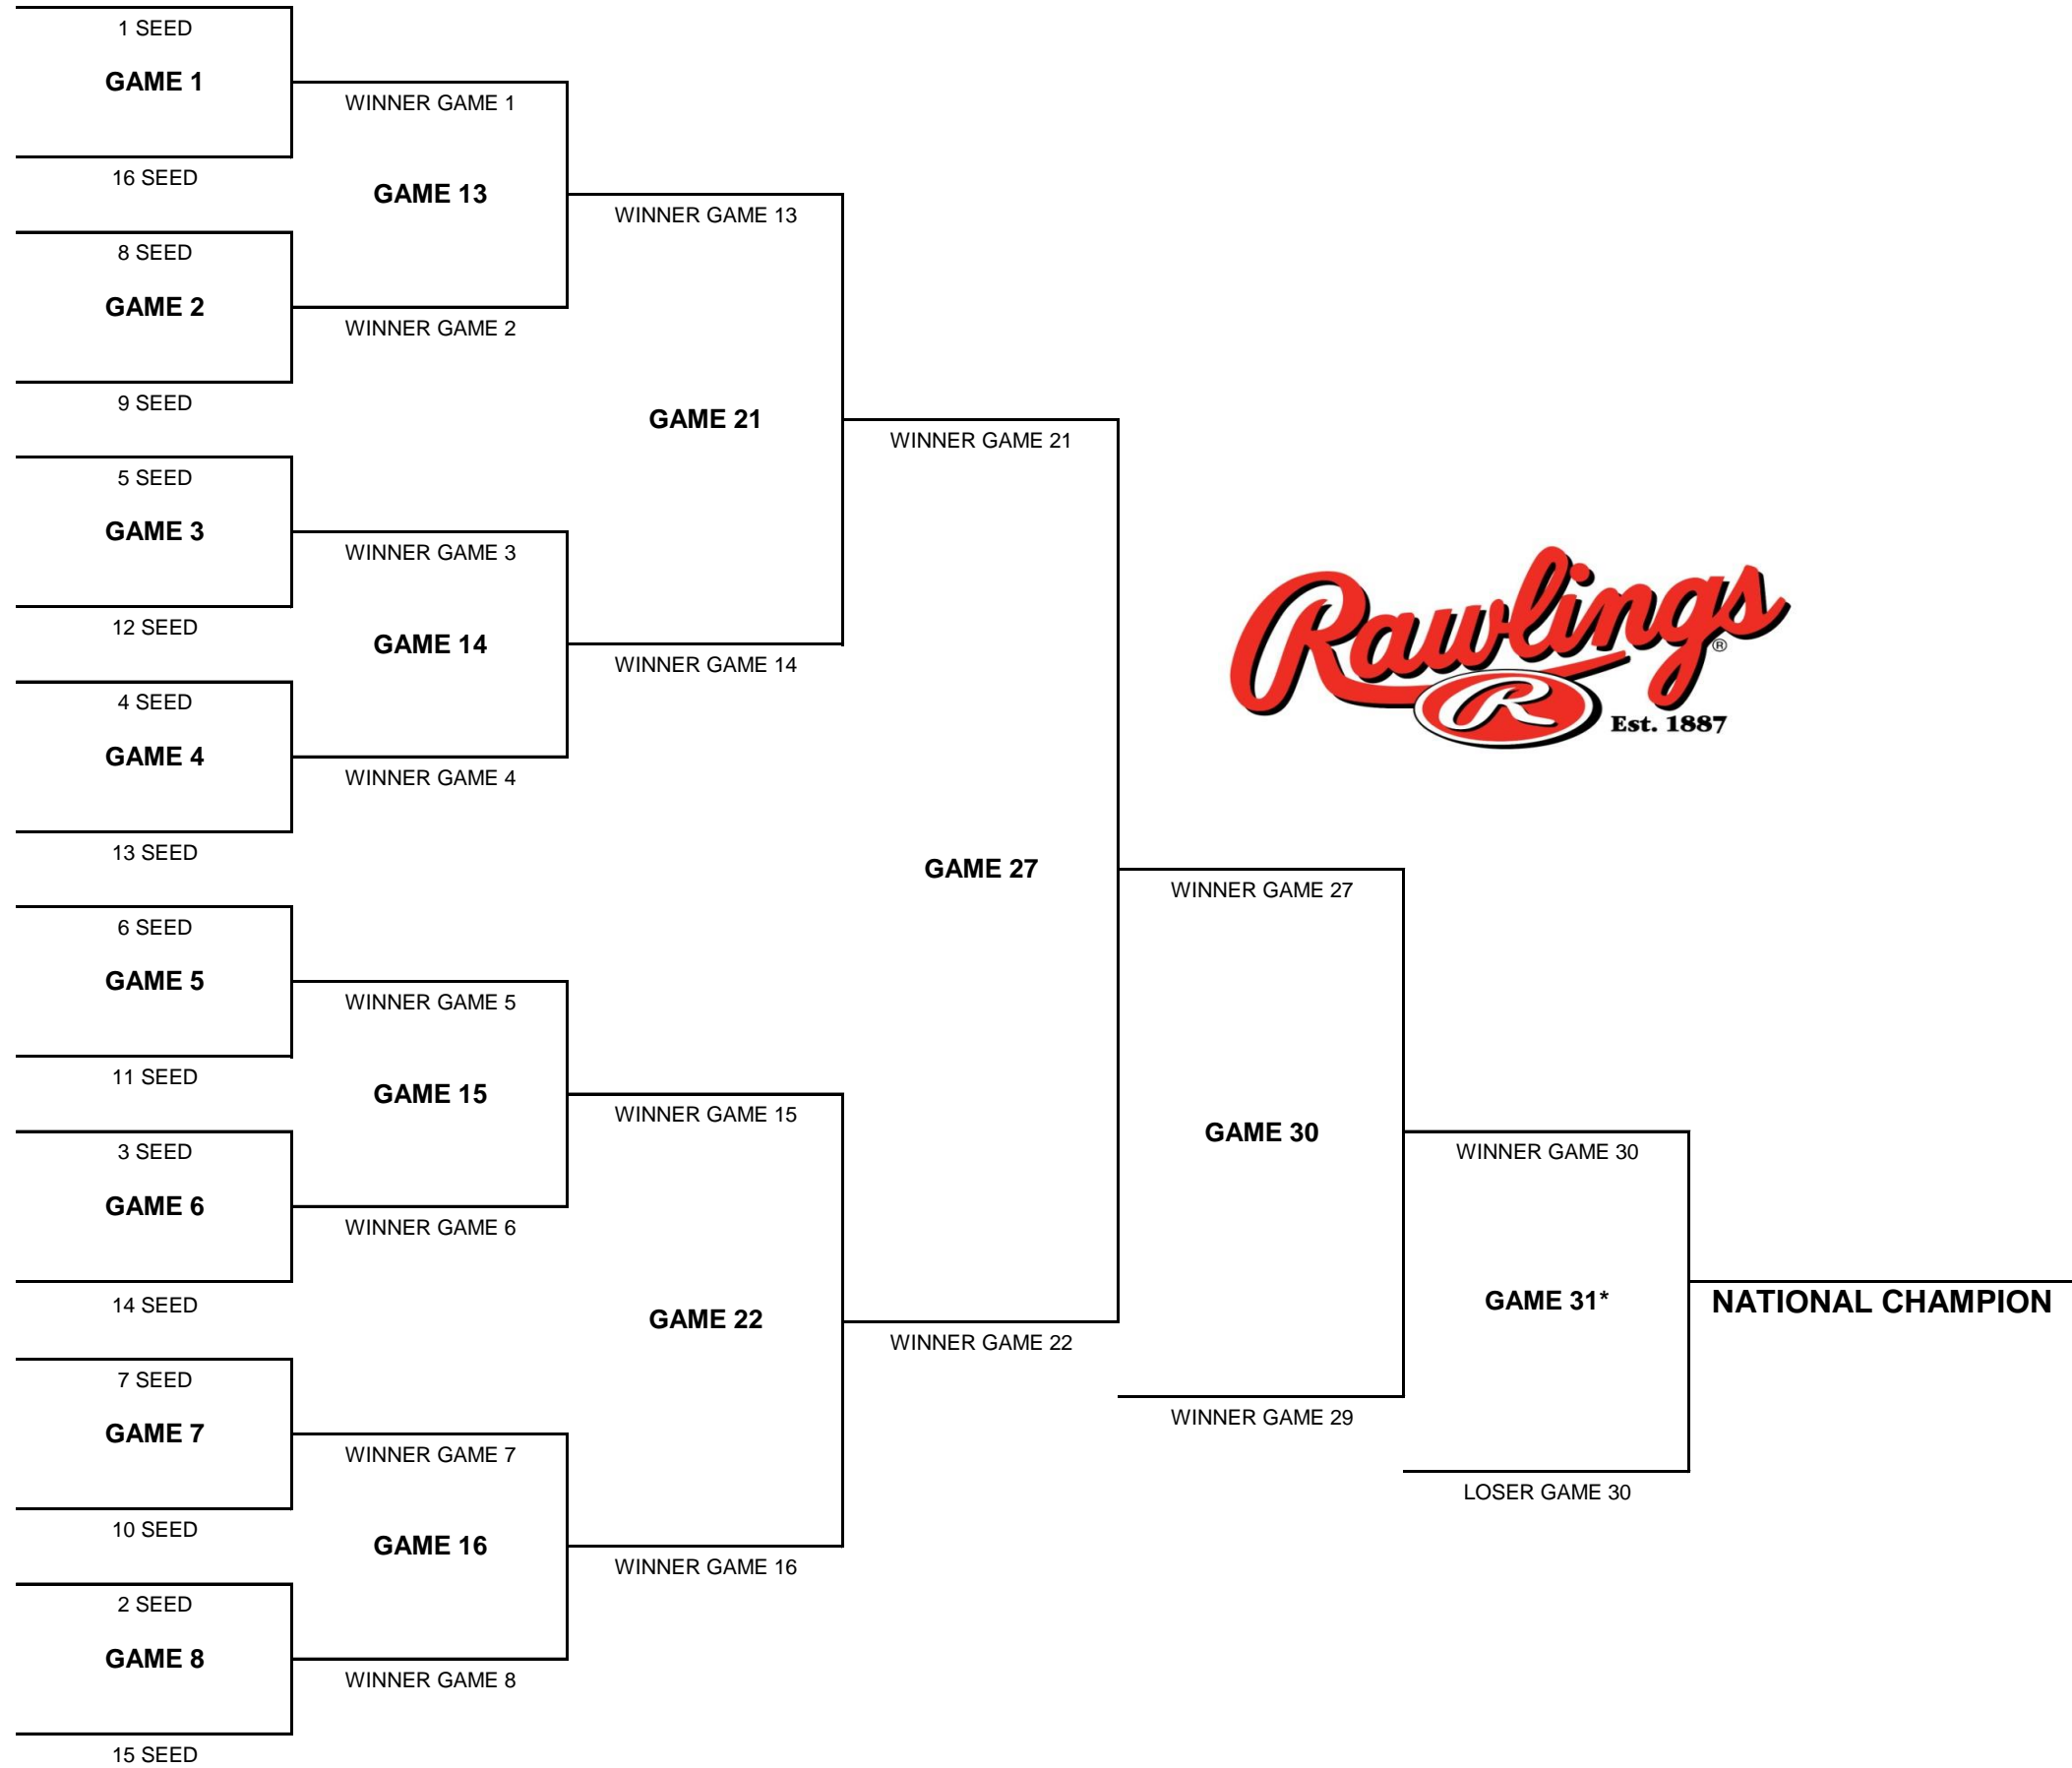 1 SEED
GAME 1
WINNER GAME 1
16 SEED
GAME 13
WINNER GAME 13
8 SEED
GAME 2
WINNER GAME 2
9 SEED
GAME 21
WINNER GAME 21
5 SEED
GAME 3
WINNER GAME 3
12 SEED
GAME 14
WINNER GAME 14
4 SEED
GAME 4
WINNER GAME 4
13 SEED
Rawlings
®
R
Est. 1887
GAME 27
WINNER GAME 27
6 SEED
GAME 5
WINNER GAME 5
11 SEED
GAME 15
WINNER GAME 15
3 SEED
GAME 6
WINNER GAME 6
14 SEED
GAME 22
WINNER GAME 22
7 SEED
GAME 7
WINNER GAME 7
10 SEED
GAME 16
WINNER GAME 16
2 SEED
GAME 8
WINNER GAME 8
15 SEED
GAME 30
WINNER GAME 30
WINNER GAME 29
GAME 31*
NATIONAL CHAMPION
LOSER GAME 30